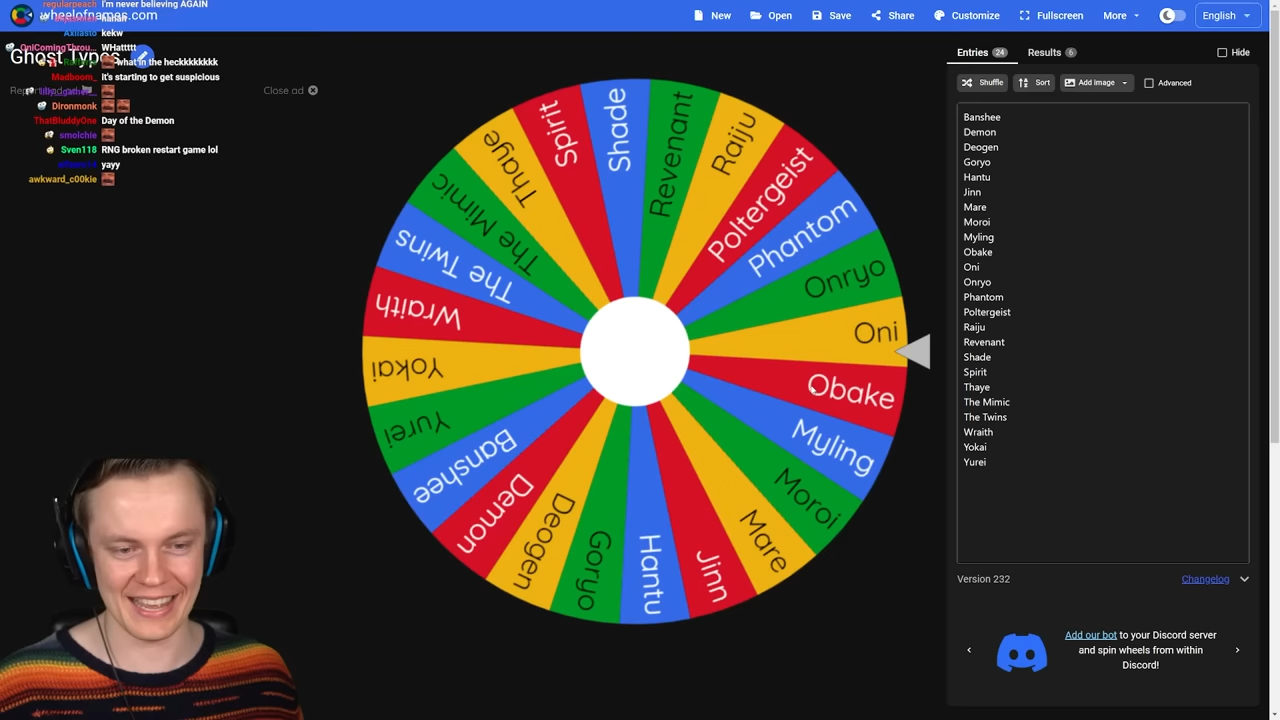 regularpeach I'm never believing AGAIN
hahah
wheelofnames.com
New
Open
Save
Share
Customize
Fullscreen
More
English
Axilasto kekw
OniComingThrou... WHattttt
Ghost Types
what in the heckkkkkkkk
Madboom_ It's starting to get suspicious
Close ad
Dironmonk
ThatBluddyOne Day of the Demon
smolchie
Sven118 RNG broken restart game lol
yayy
awkward_c00kie
Spirit
Shade
Revenant
Raiju
Poltergeist
Phantom
Onryo
Oni
Obake
Myling
Moroi
Mare
Jinn
Hantu
Goryo
Deogen
Demon
Banshee
Yurei
Yokai
Wraith
The Twins
The Mimic
Thaye
Entries 24
Results 6
Hide
Shuffle
Sort
Add image
Advanced
Banshee
Demon
Deogen
Goryo
Hantu
Jinn
Mare
Moroi
Myling
Obake
Oni
Onryo
Phantom
Poltergeist
Raiju
Revenant
Shade
Spirit
Thaye
The Mimic
The Twins
Wraith
Yokai
Yurei
Version 232
Changelog
Add our bot to your Discord server
and spin wheels from within
Discord!